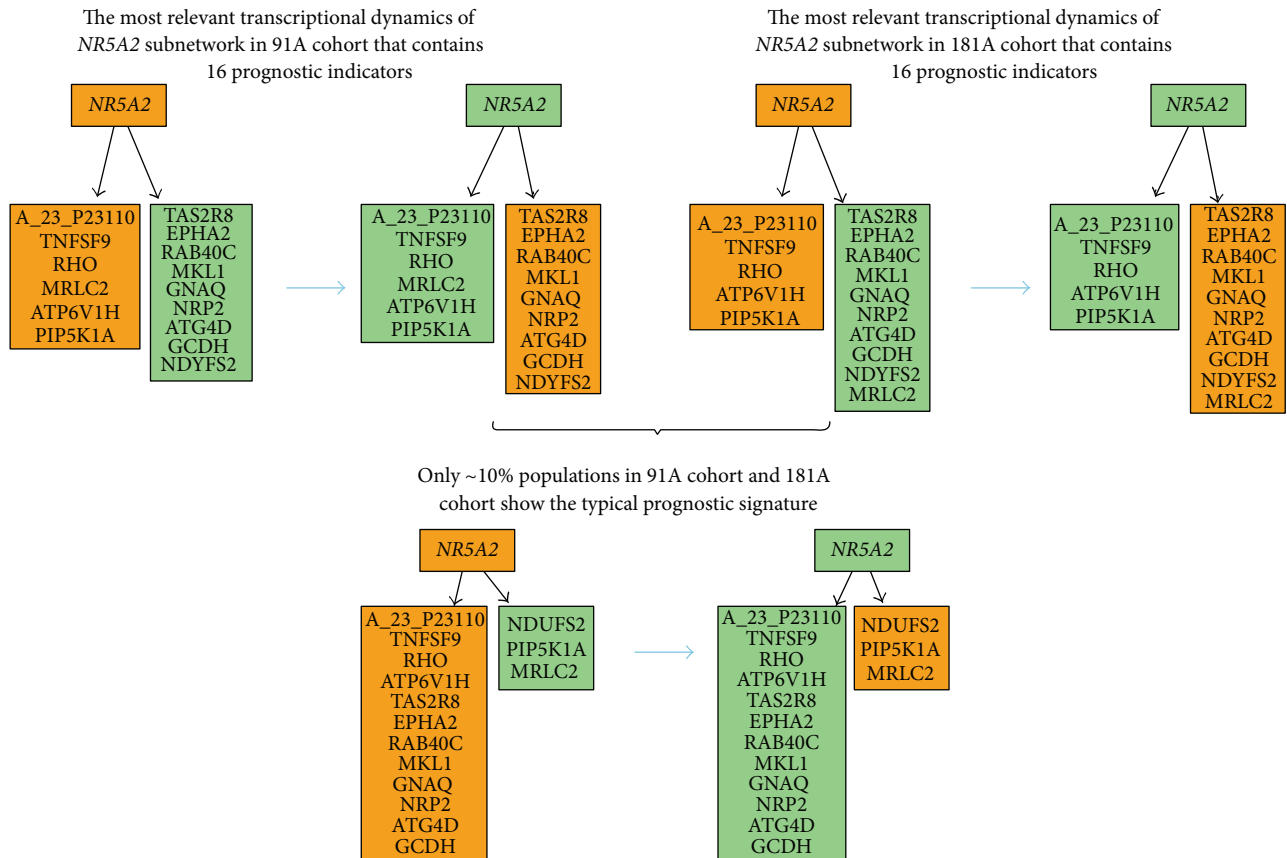 The most relevant transcriptional dynamics of
NR5A2 subnetwork in 91A cohort that contains
16 prognostic indicators
NR5A2
A_23_P23110
TNFSF9
RHO
MRLC2
ATP6V1H
PIP5K1A
TAS2R8
EPHA2
RAB40C
MKL1
GNAQ
NRP2
ATG4D
GCDH
NDYFS2
NR5A2
A_23_P23110
TNFSF9
RHO
MRLC2
ATP6V1H
PIP5K1A
TAS2R8
EPHA2
RAB40C
MKL1
GNAQ
NRP2
ATG4D
GCDH
NDYFS2
The most relevant transcriptional dynamics of
NR5A2 subnetwork in 181A cohort that contains
16 prognostic indicators
NR5A2
A_23_P23110
TNFSF9
RHO
ATP6V1H
PIP5K1A
TAS2R8
EPHA2
RAB40C
MKL1
GNAQ
NRP2
ATG4D
GCDH
NDYFS2
MRLC2
NR5A2
A_23_P23110
TNFSF9
RHO
ATP6V1H
PIP5K1A
TAS2R8
EPHA2
RAB40C
MKL1
GNAQ
NRP2
ATG4D
GCDH
NDYFS2
MRLC2
Only ~10% populations in 91A cohort and 181A
cohort show the typical prognostic signature
NR5A2
A_23_P23110
TNFSF9
RHO
ATP6V1H
TAS2R8
EPHA2
RAB40C
MKL1
GNAQ
NRP2
ATG4D
GCDH
NDUFS2
PIP5K1A
MRLC2
NR5A2
A_23_P23110
TNFSF9
RHO
ATP6V1H
TAS2R8
EPHA2
RAB40C
MKL1
GNAQ
NRP2
ATG4D
GCDH
NDUFS2
PIP5K1A
MRLC2